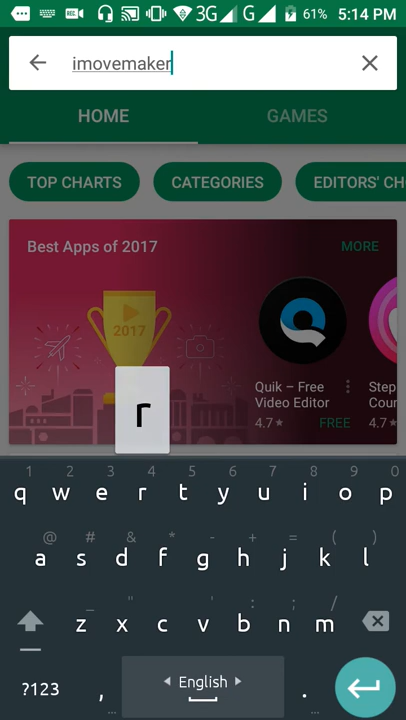 REC 3G G 61% 5:14 PM
imovemaker
HOME GAMES
TOP CHARTS CATEGORIES EDITORS' CH
Best Apps of 2017 MORE
2017
Quik – Free Video Editor
4.7★ FREE
Step
Cour
4.7★
r
1 2 3 4 5 6 7 8 9 0
q w e r t y u i o p
@ # & * - + = ( )
a s d f g h j k l
_ " ' : ; /
z x c v b n m
?123 , English .